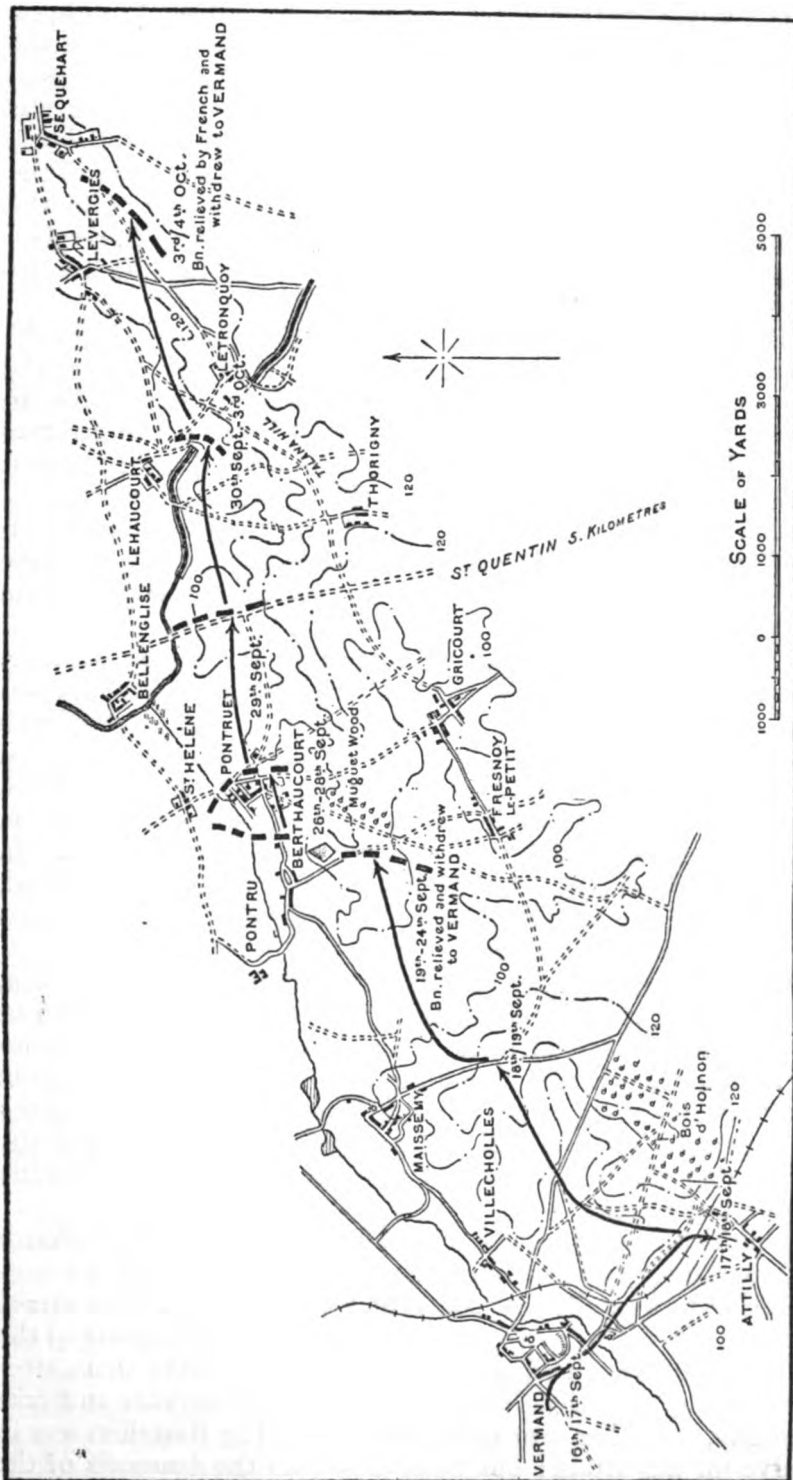 SEQUEHART
LEVERGIES
3rd/4th Oct.
Bn. relieved by French and
withdrew to VERMAND
120
LETRONQUOY
30th Sept.-3rd Oct.
LEHAUCOURT
TALANA HILL
THORIGNY
120
120
BELLENGLISE
100
ST QUENTIN 5. KILOMETRES
ST HELENE
PONTRUET
29th Sept.
BERTHAUCOURT
26th-28th Sept.
Muguet Wood
GRICOURT
100
PONTRU
FRESNOY
LE PETIT
19th-24th Sept.
Bn. relieved and withdrew
to VERMAND
100
100
18th/19th Sept.
120
MAISSEMY
VILLECHOLLES
Bois
d'Holnon
120
17th/18th Sept.
ATTILLY
100
VERMAND
16th/17th Sept.
SCALE OF YARDS
1000 0 1000 3000 5000